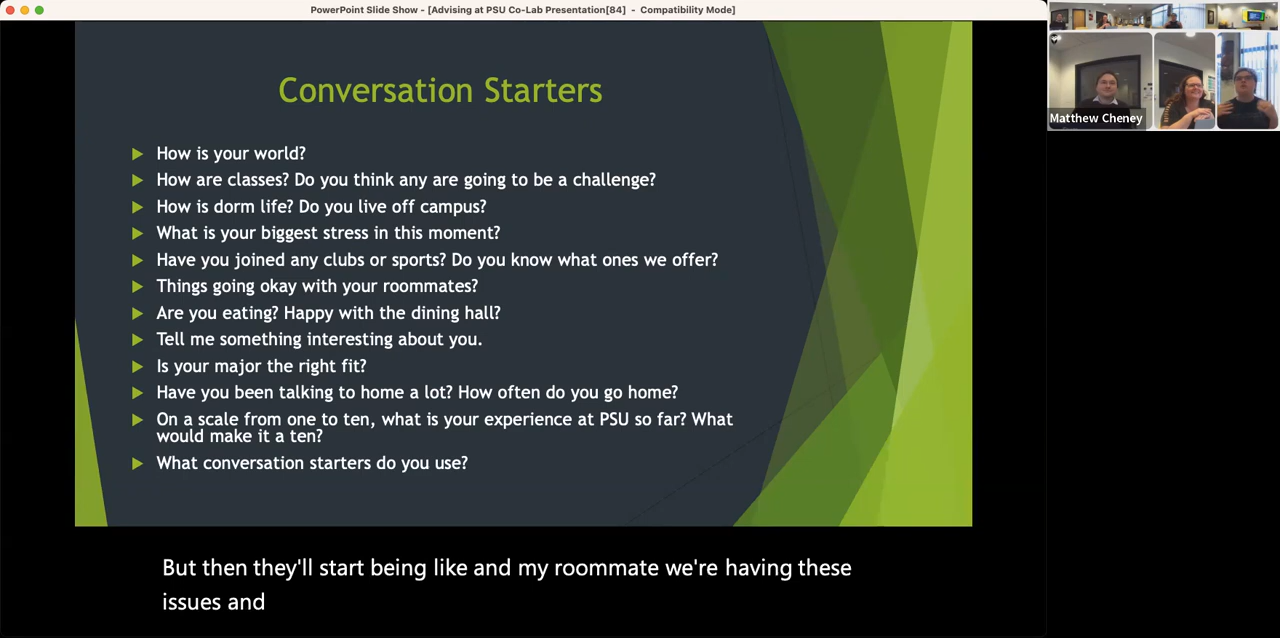 PowerPoint Slide Show - [Advising at PSU Co-Lab Presentation[84] - Compatibility Mode]
Conversation Starters
How is your world?
How are classes? Do you think any are going to be a challenge?
How is dorm life? Do you live off campus?
What is your biggest stress in this moment?
Have you joined any clubs or sports? Do you know what ones we offer?
Things going okay with your roommates?
Are you eating? Happy with the dining hall?
Tell me something interesting about you.
Is your major the right fit?
Have you been talking to home a lot? How often do you go home?
On a scale from one to ten, what is your experience at PSU so far? What
would make it a ten?
What conversation starters do you use?
Matthew Cheney
But then they'll start being like and my roommate we're having these
issues and